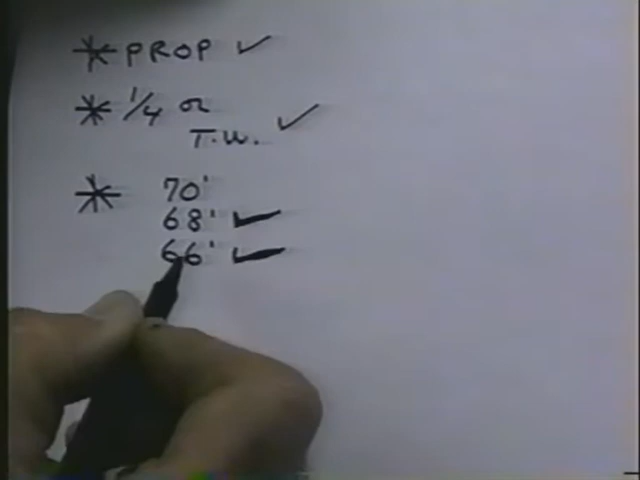 * PROP ✓
* 1/4 or
T.W. ✓
* 70'
68' ✓
66' ✓